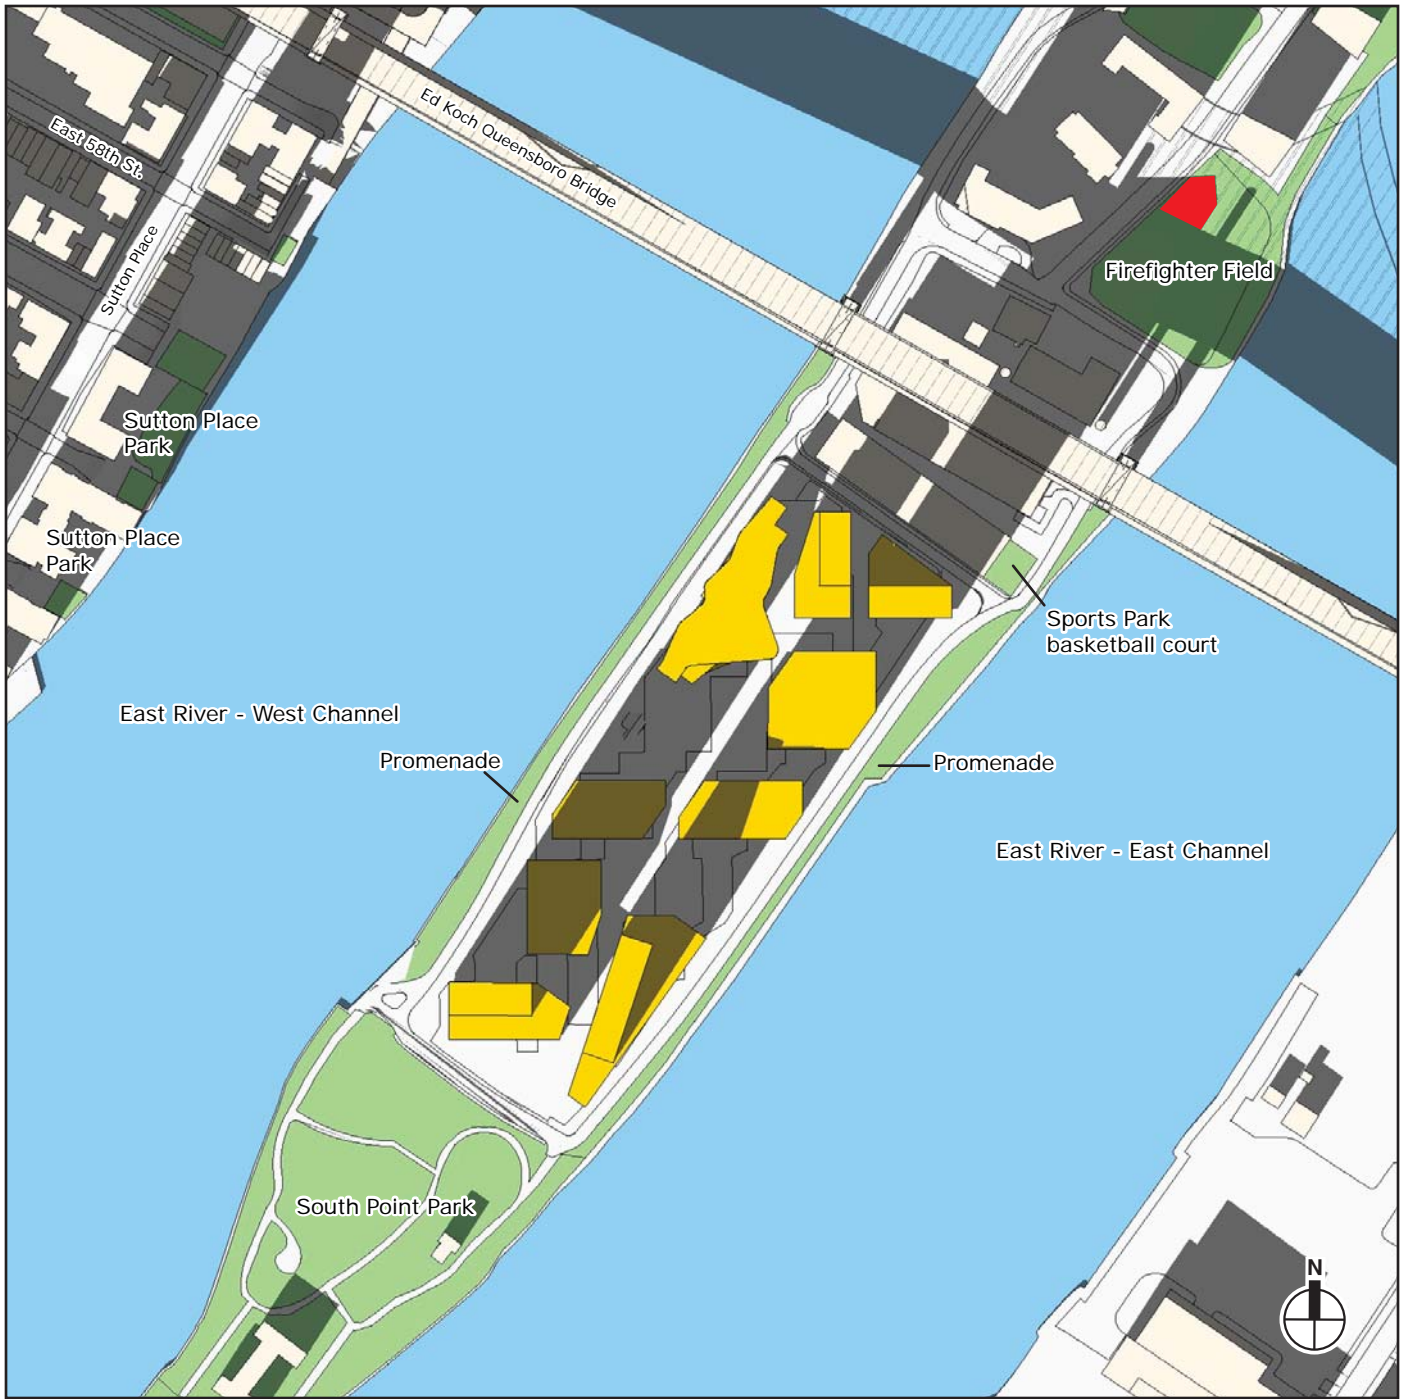 Ed Koch Queensboro Bridge
East 58th St.
Sutton Place
Firefighter Field
Sutton Place
Park
Sutton Place
Park
Sports Park
basketball court
East River - West Channel
Promenade
Promenade
East River - East Channel
South Point Park
N